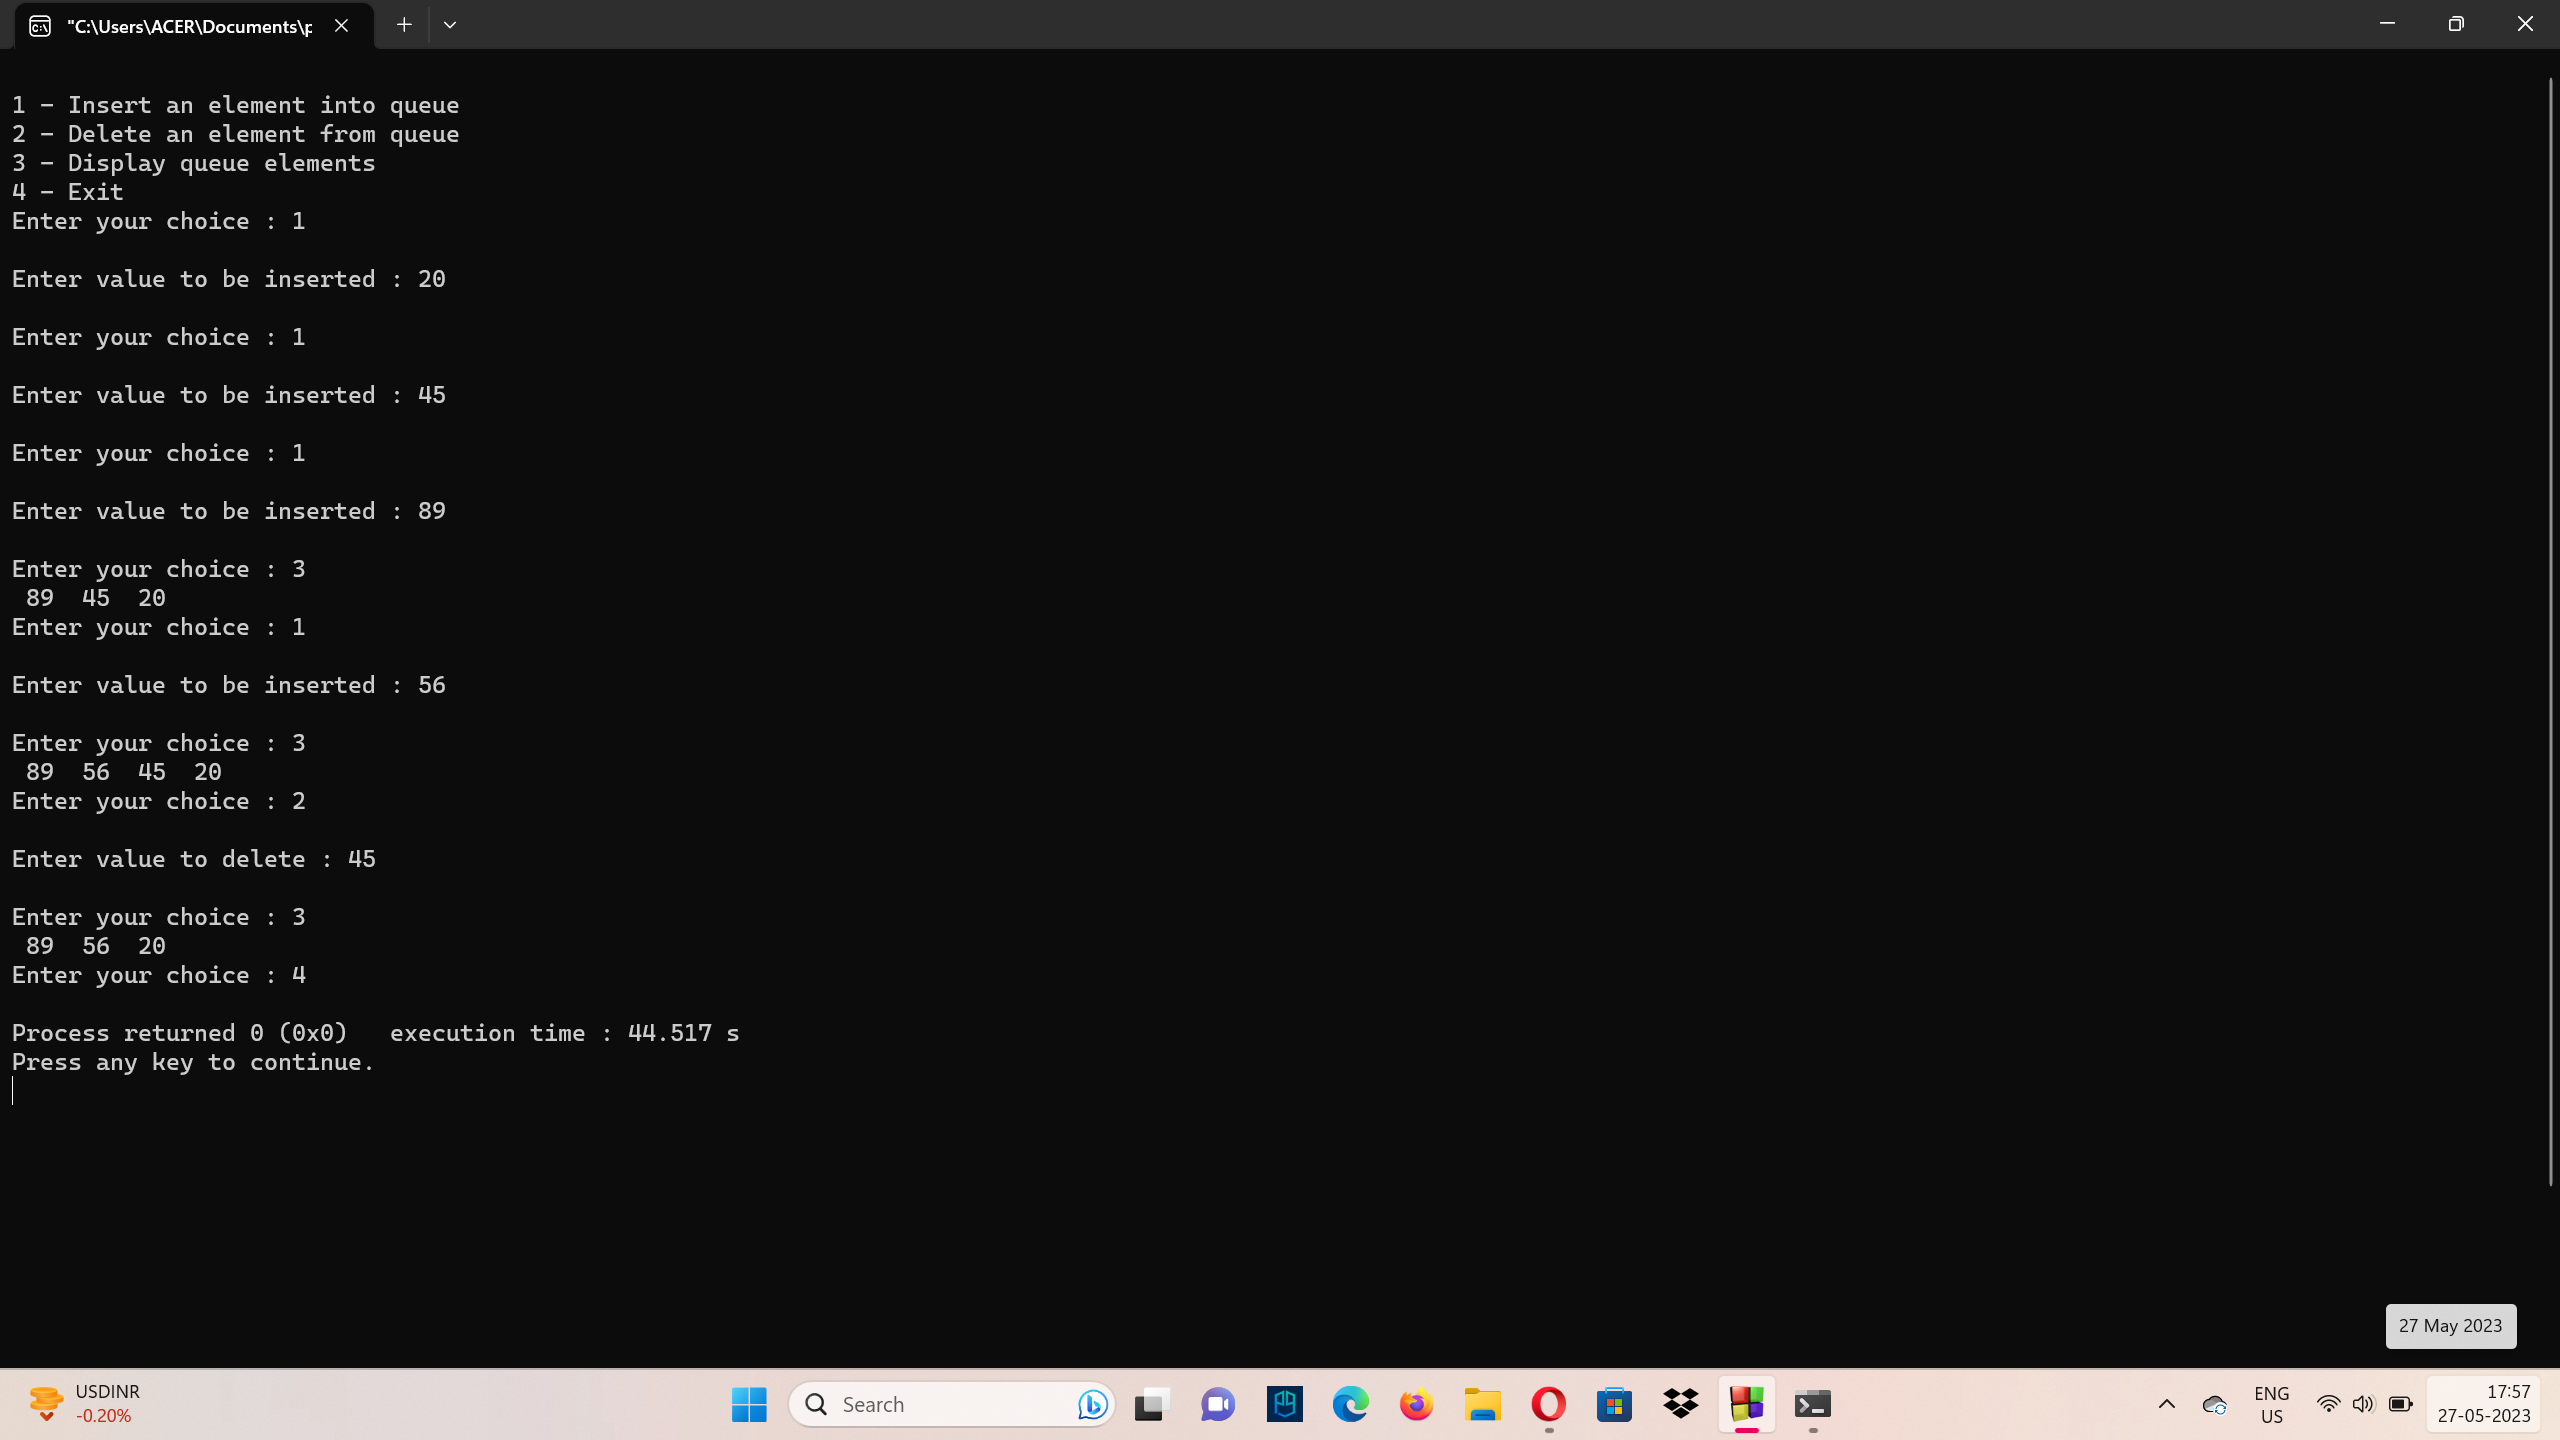 "C:\Users\ACER\Documents\p
1 - Insert an element into queue
2 - Delete an element from queue
3 - Display queue elements
4 - Exit
Enter your choice : 1
Enter value to be inserted : 20
Enter your choice : 1
Enter value to be inserted : 45
Enter your choice : 1
Enter value to be inserted : 89
Enter your choice : 3
89  45  20
Enter your choice : 1
Enter value to be inserted : 56
Enter your choice : 3
89  56  45  20
Enter your choice : 2
Enter value to delete : 45
Enter your choice : 3
89  56  20
Enter your choice : 4
Process returned 0 (0x0)   execution time : 44.517 s
Press any key to continue.
27 May 2023
USDINR
-0.20%
Search
ENG
US
17:57
27-05-2023